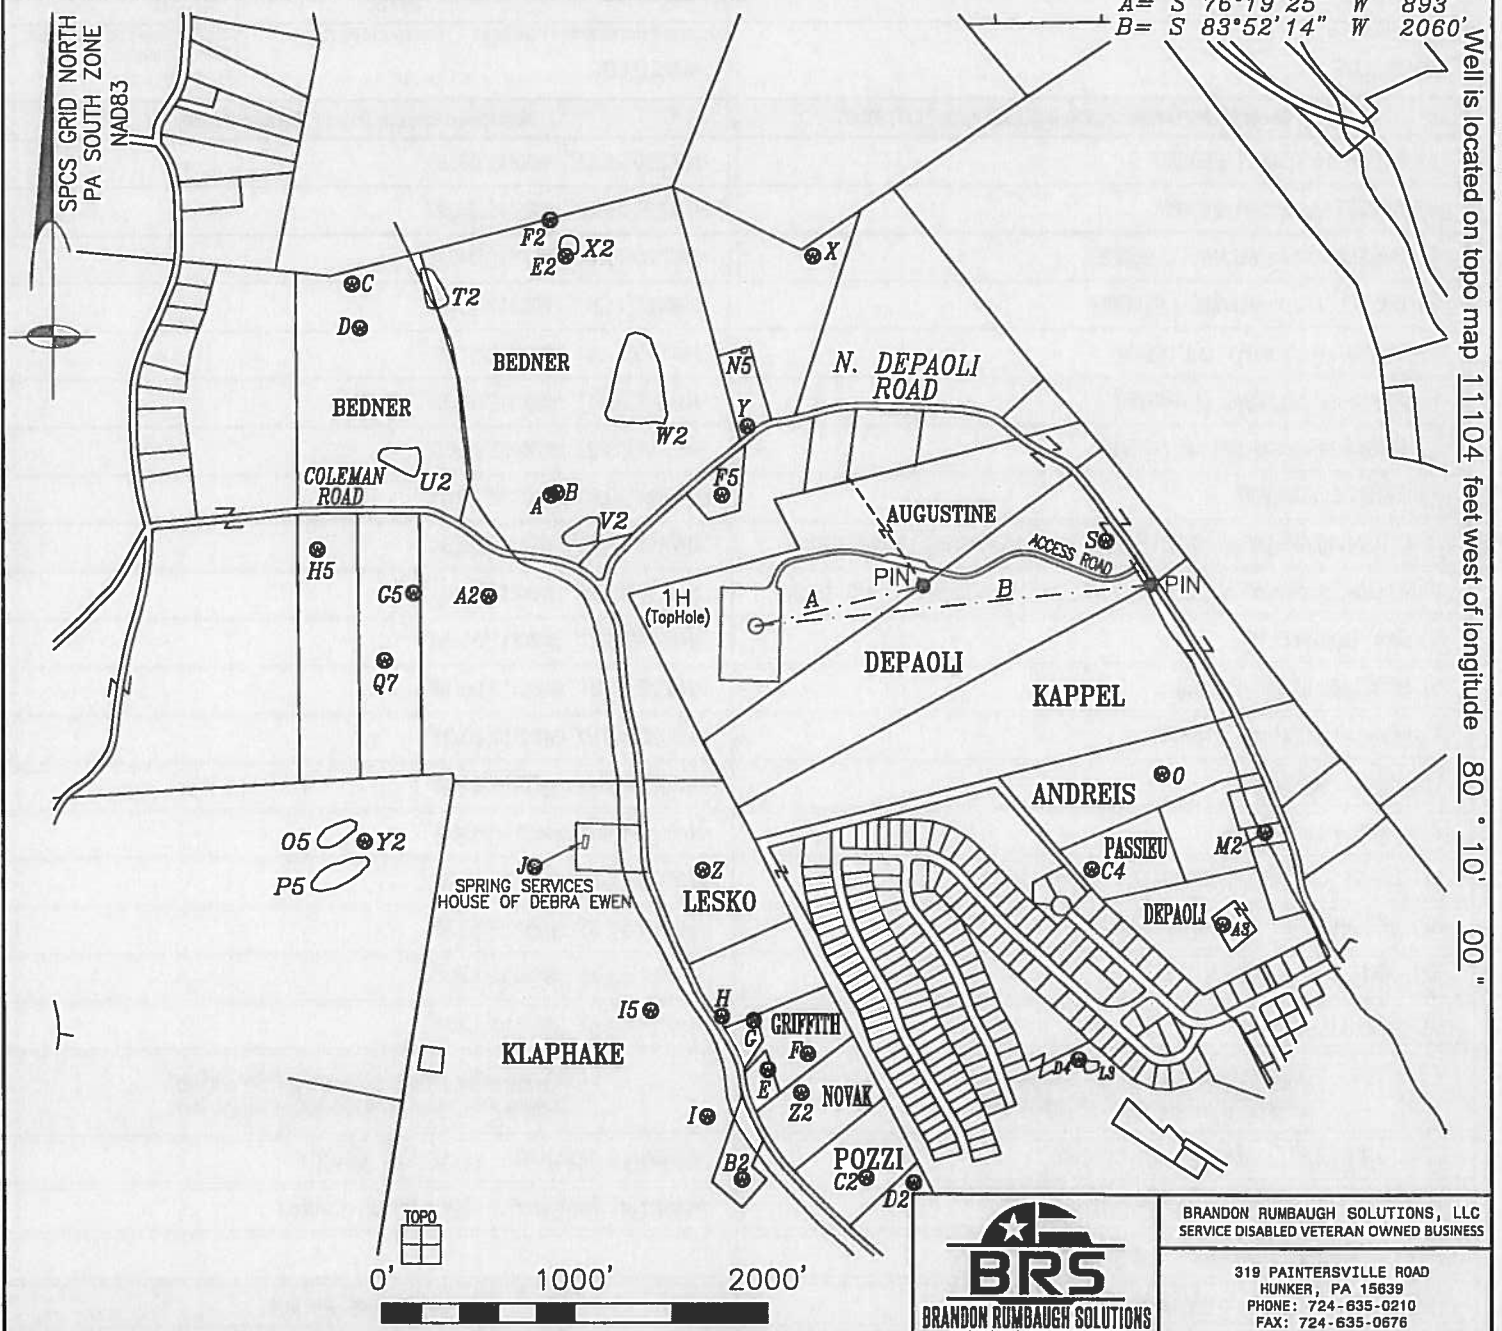 A= S 76°19'25" W 893'
B= S 83°52'14" W 2060'
SPCS GRID NORTH
PA SOUTH ZONE
NAD83
Well is located on topo map 11104 feet west of longitude 80 ° 10' 00 "
F2
X2
E2
X
C
T2
D
N5
BEDNER
N. DEPAOLI
ROAD
BEDNER
Y
W2
COLEMAN
ROAD
U2
F5
A
B
V2
AUGUSTINE
S
ACCESS ROAD
H5
G5
A2
PIN
PIN
1H
(TopHole)
A
B
DEPAOLI
Q7
KAPPEL
O
ANDREIS
O5
Y2
P5
J
SPRING SERVICES
HOUSE OF DEBRA EWEN
Z
LESKO
PASSIEU
C4
M2
DEPAOLI
A3
I5
H
G
GRIFFITH
F
KLAPHAKE
E
Z2
NOVAK
D4
L3
I
B2
POZZI
C2
D2
TOPO
0' 1000' 2000'
BRS
BRANDON RUMBAUGH SOLUTIONS
BRANDON RUMBAUGH SOLUTIONS, LLC
SERVICE DISABLED VETERAN OWNED BUSINESS
319 PAINTERSVILLE ROAD
HUNKER, PA 15639
PHONE: 724-635-0210
FAX: 724-635-0676